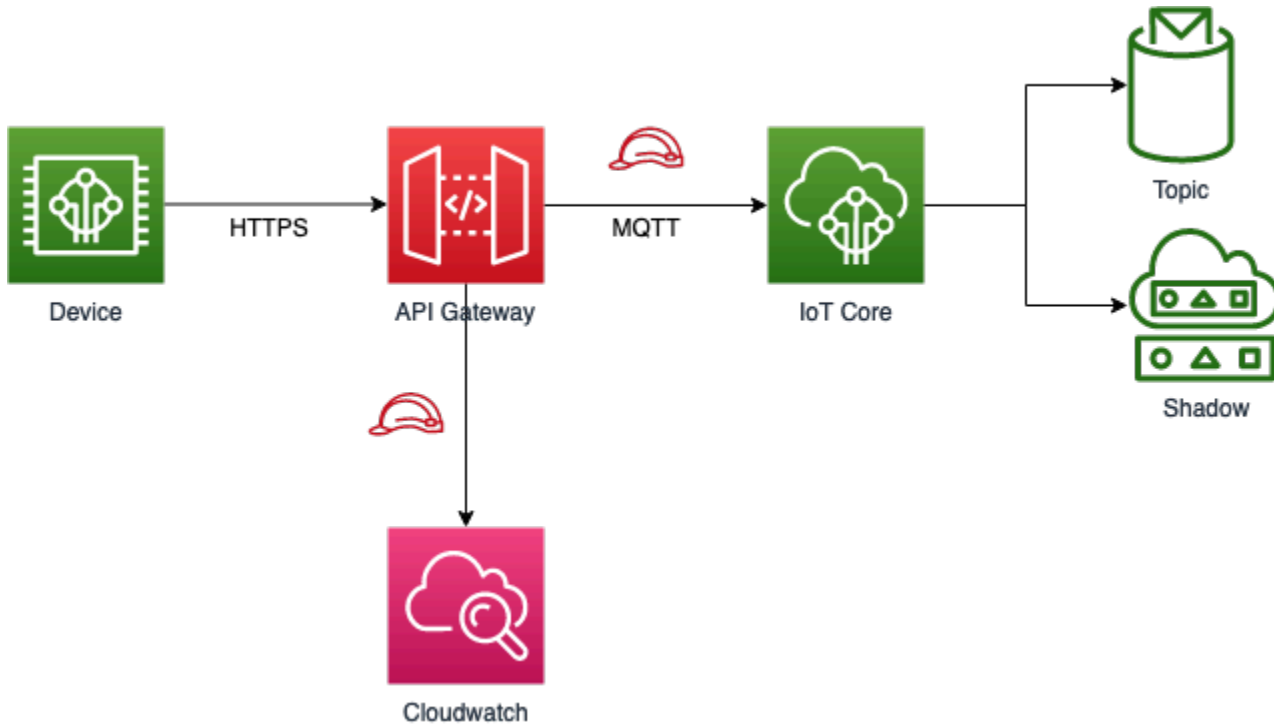 Topic
HTTPS
MQTT
Device
API Gateway
IoT Core
Shadow
Cloudwatch